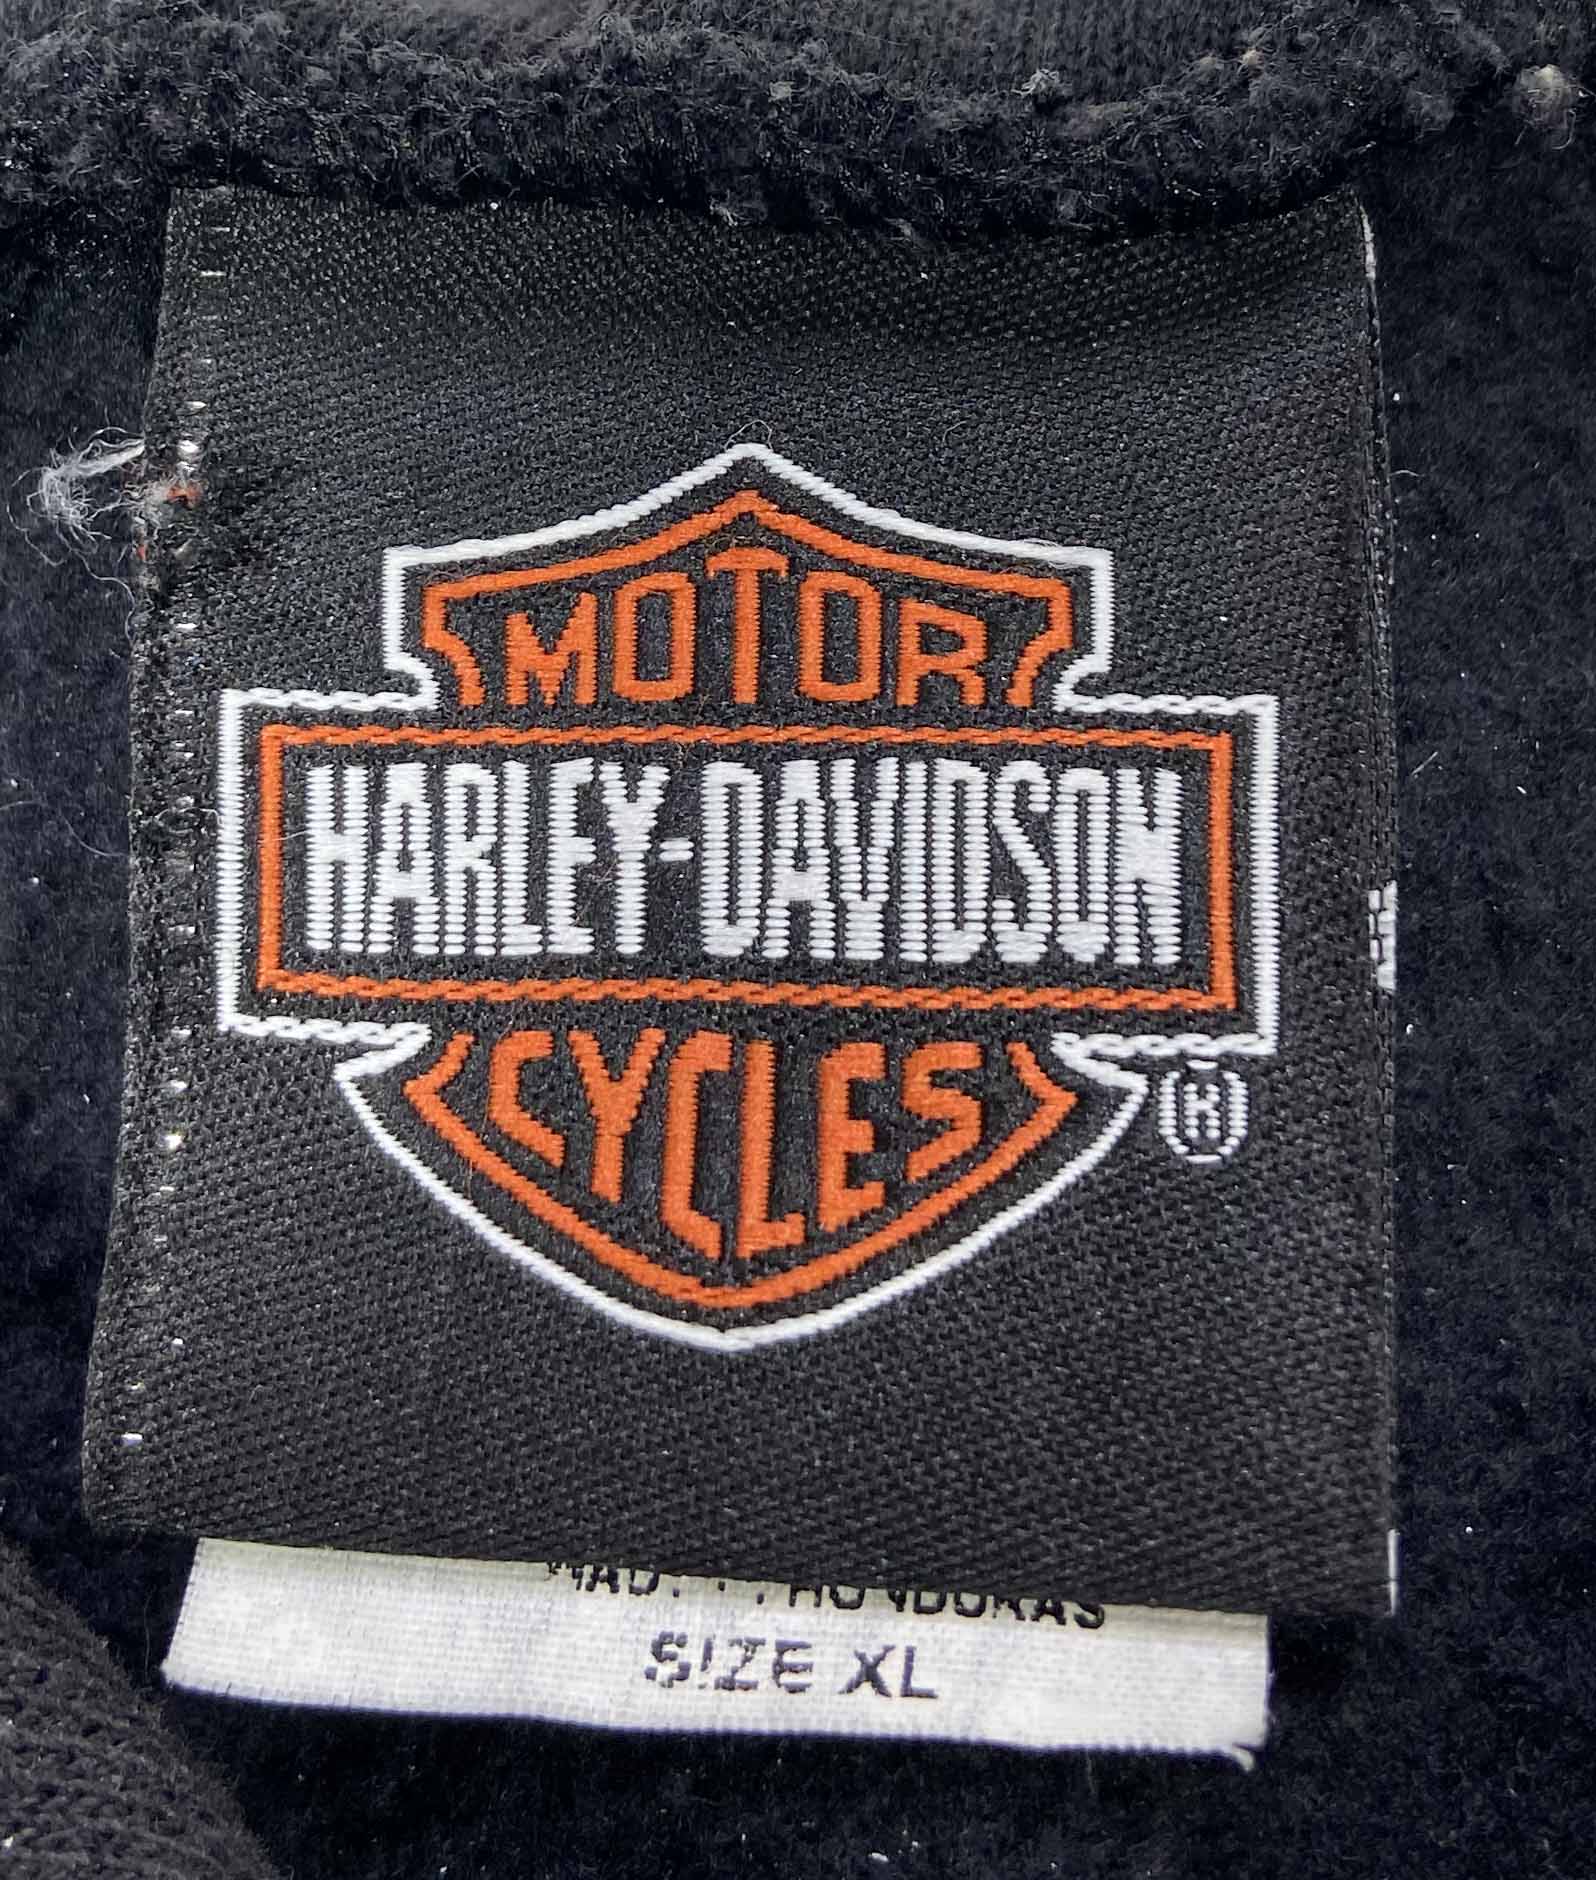 MOTOR
HARLEY-DAVIDSON
CYCLES
®
HONDURAS
SIZE XL